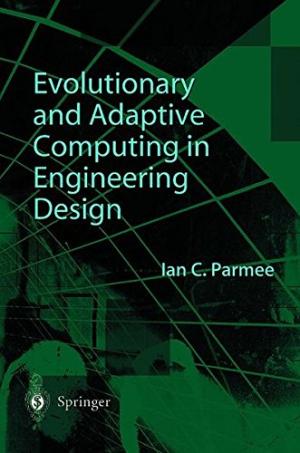 Evolutionary
and Adaptive
Computing in
Engineering
Design
Ian C. Parmee
Springer